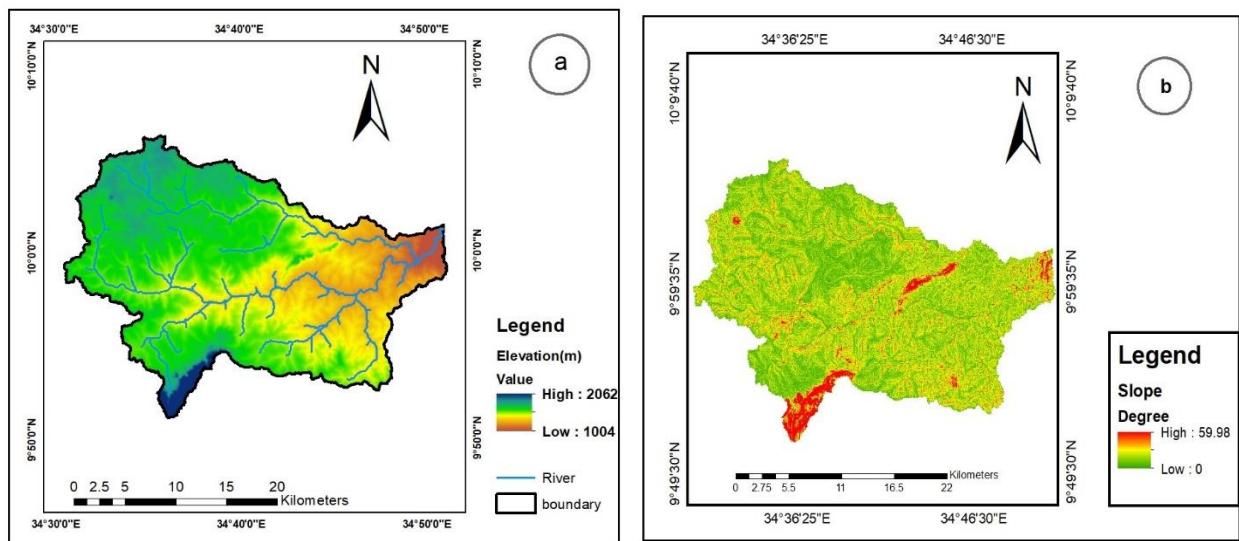 34°30'0"E 34°40'0"E 34°50'0"E
a
10°10'0"N 10°10'0"N
N
10°0'0"N 10°0'0"N
Legend
Elevation(m)
Value
High : 2062
Low : 1004
9°50'0"N 9°50'0"N
River
boundary
0 2.5 5 10 15 20
Kilometers
34°30'0"E 34°40'0"E 34°50'0"E
34°36'25"E 34°46'30"E
b
10°9'40"N 10°9'40"N
N
9°59'35"N 9°59'35"N
Legend
Slope
Degree
High : 59.98
Low : 0
9°49'30"N 9°49'30"N
Kilometers
0 2.75 5.5 11 16.5 22
34°36'25"E 34°46'30"E